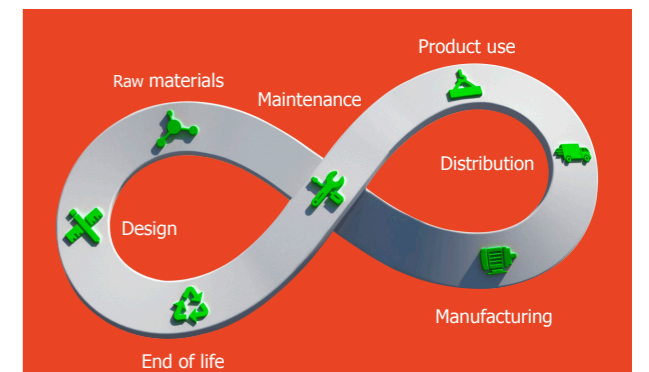 Product use
Raw materials
Maintenance
Distribution
Design
Manufacturing
End of life